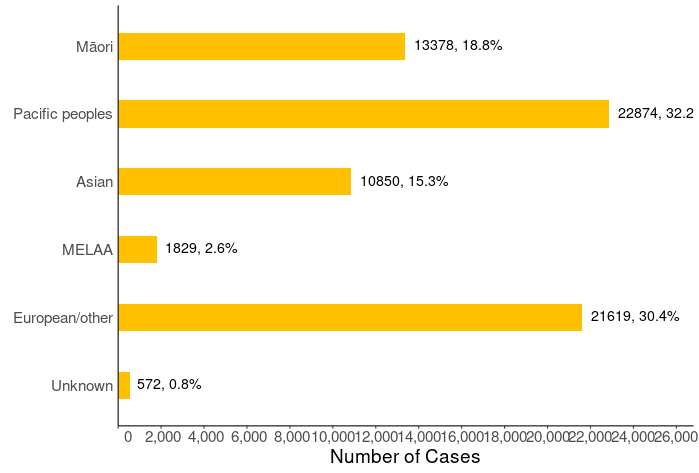 Māori
13378, 18.8%
Pacific peoples
22874, 32.2
Asian
10850, 15.3%
MELAA
1829, 2.6%
European/other
21619, 30.4%
Unknown
572, 0.8%
0 2,000 4,000 6,000 8,000 10,000 12,000 14,000 16,000 18,000 20,000 22,000 24,000 26,000
Number of Cases